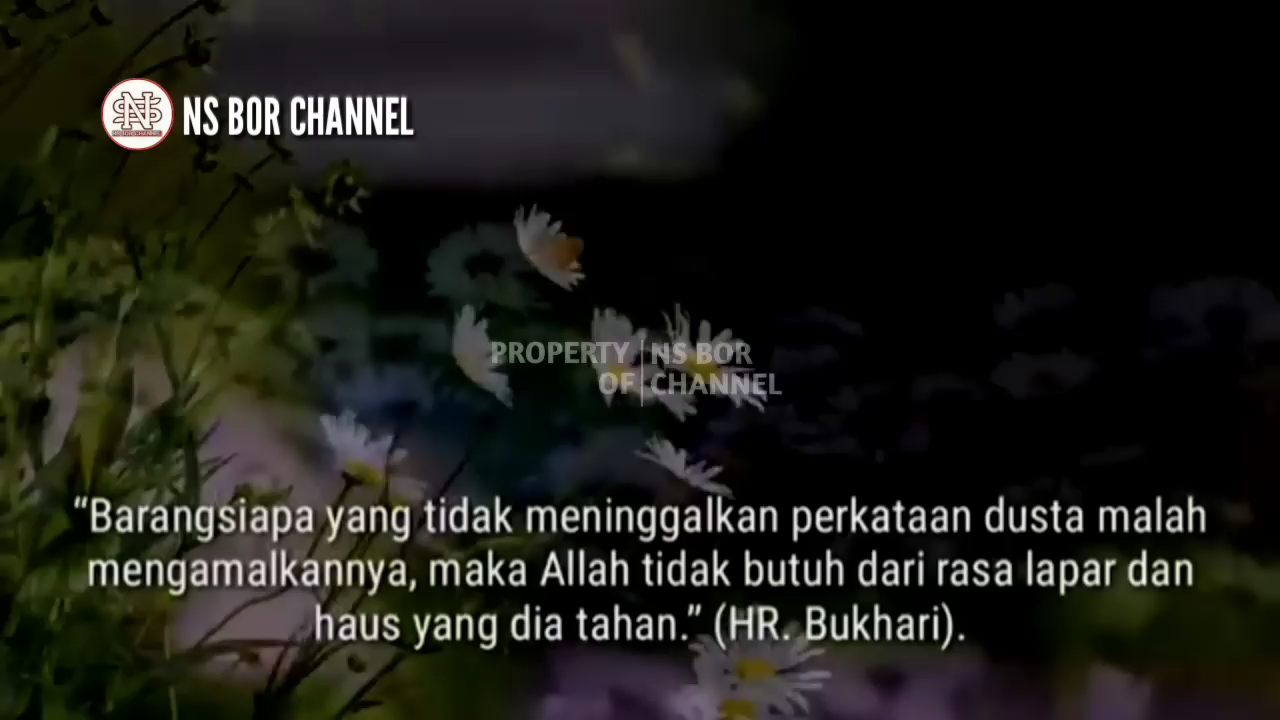 NS BOR CHANNEL
PROPERTY OF NS BOR CHANNEL
“Barangsiapa yang tidak meninggalkan perkataan dusta malah
mengamalkannya, maka Allah tidak butuh dari rasa lapar dan
haus yang dia tahan.” (HR. Bukhari).